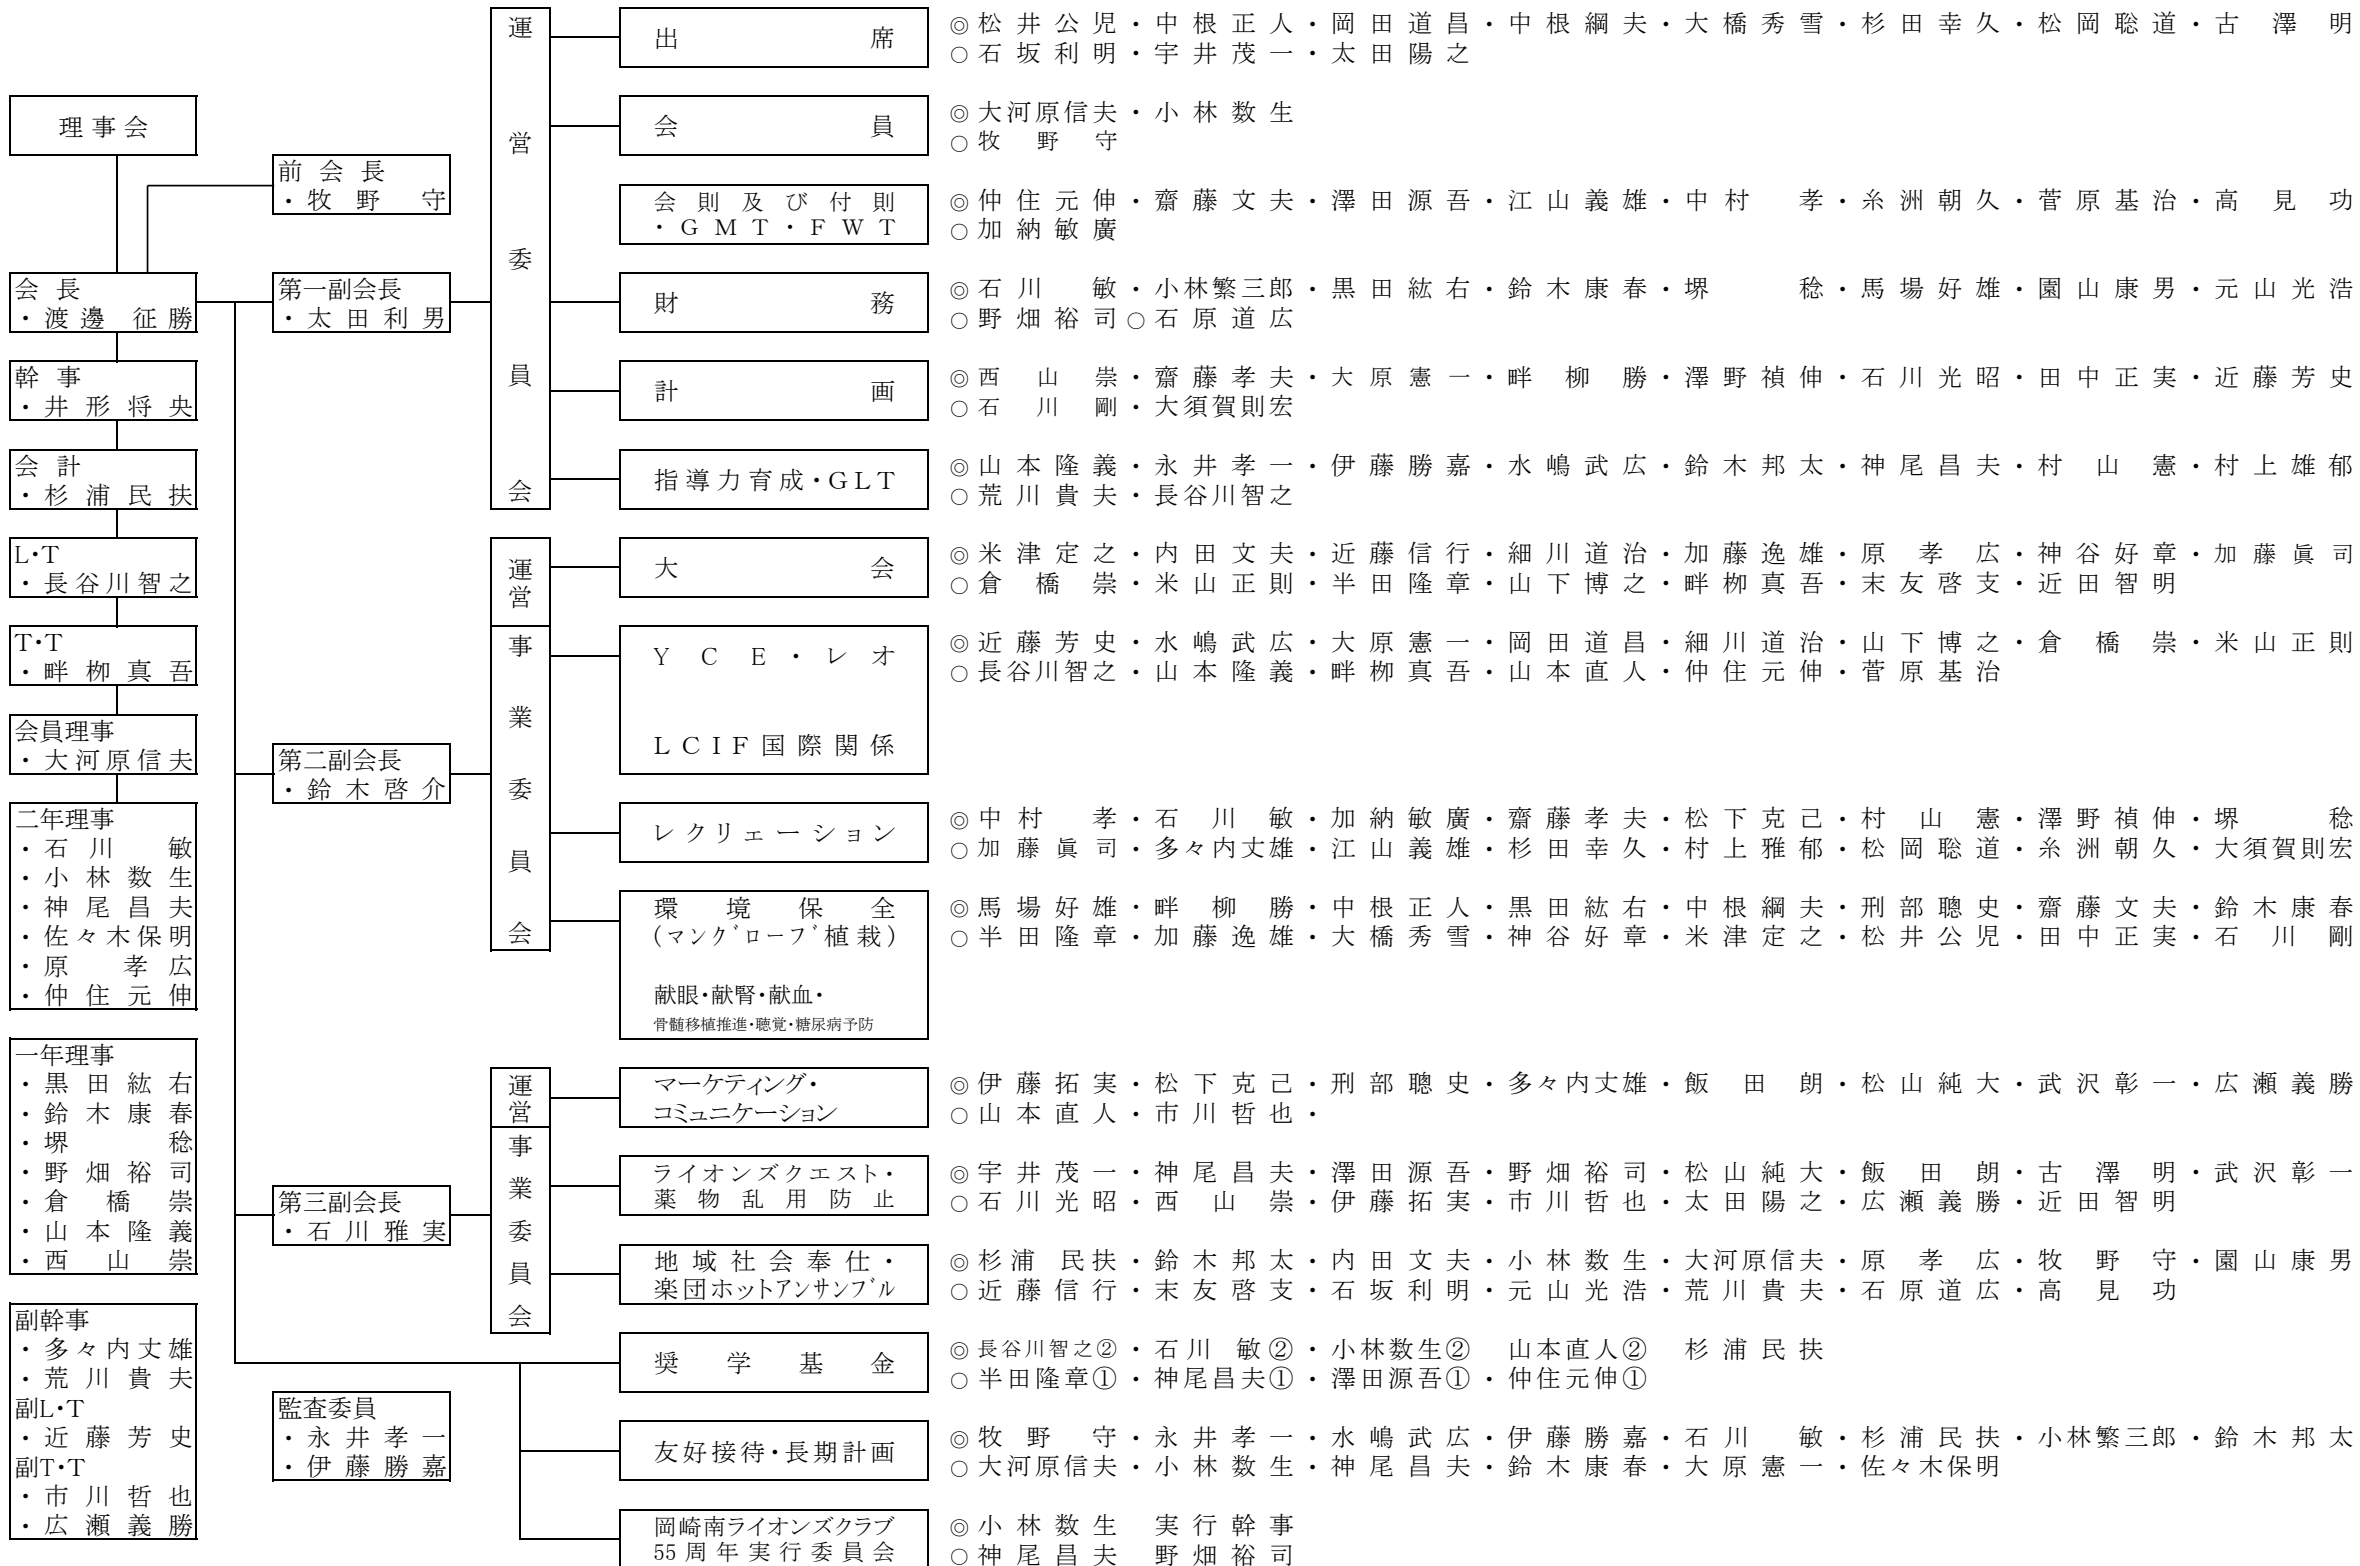 理事会
前会長
・牧野 守
会長
・渡邊 征勝
幹事
・井形将央
会計
・杉浦民扶
L・T
・長谷川智之
T・T
・畔栁真吾
会員理事
・大河原信夫
二年理事
・石川 敏
・小林数生
・神尾昌夫
・佐々木保明
・原 孝広
・仲住元伸
一年理事
・黒田紘右
・鈴木康春
・堺 稔
・野畑裕司
・倉橋崇
・山本隆義
・西山崇
副幹事
・多々内丈雄
・荒川貴夫
副L・T
・近藤芳史
副T・T
・市川哲也
・広瀬義勝
第一副会長
・太田利男
第二副会長
・鈴木啓介
第三副会長
・石川雅実
監査委員
・永井孝一
・伊藤勝嘉
運営委員会
出席
◎松井公児・中根正人・岡田道昌・中根綱夫・大橋秀雪・杉田幸久・松岡聡道・古澤明
○石坂利明・宇井茂一・太田陽之
会員
◎大河原信夫・小林数生
○牧野守
会則及び付則
・GMT・FWT
◎仲住元伸・齋藤文夫・澤田源吾・江山義雄・中村 孝・糸洲朝久・菅原基治・高見功
○加納敏廣
財務
◎石川 敏・小林繁三郎・黒田紘右・鈴木康春・堺 稔・馬場好雄・園山康男・元山光浩
○野畑裕司○石原道広
計画
◎西山崇・齋藤孝夫・大原憲一・畔柳勝・澤野禎伸・石川光昭・田中正実・近藤芳史
○石川剛・大須賀則宏
指導力育成・GLT
◎山本隆義・永井孝一・伊藤勝嘉・水嶋武広・鈴木邦太・神尾昌夫・村山憲・村上雄郁
○荒川貴夫・長谷川智之
運営
事業委員会
大会
◎米津定之・内田文夫・近藤信行・細川道治・加藤逸雄・原孝広・神谷好章・加藤眞司
○倉橋崇・米山正則・半田隆章・山下博之・畔栁真吾・末友啓支・近田智明
YCE・レオ
LCIF国際関係
◎近藤芳史・水嶋武広・大原憲一・岡田道昌・細川道治・山下博之・倉橋崇・米山正則
○長谷川智之・山本隆義・畔栁真吾・山本直人・仲住元伸・菅原基治
レクリェーション
◎中村 孝・石川敏・加納敏廣・齋藤孝夫・松下克己・村山憲・澤野禎伸・堺 稔
○加藤眞司・多々内丈雄・江山義雄・杉田幸久・村上雅郁・松岡聡道・糸洲朝久・大須賀則宏
環境保全
(マングローブ植栽)
献眼・献腎・献血・
骨髄移植推進・聴覚・糖尿病予防
◎馬場好雄・畔柳勝・中根正人・黒田紘右・中根綱夫・刑部聰史・齋藤文夫・鈴木康春
○半田隆章・加藤逸雄・大橋秀雪・神谷好章・米津定之・松井公児・田中正実・石川剛
運営
事業委員会
マーケティング・
コミュニケーション
◎伊藤拓実・松下克己・刑部聰史・多々内丈雄・飯田朗・松山純大・武沢彰一・広瀬義勝
○山本直人・市川哲也・
ライオンズクエスト・
薬物乱用防止
◎宇井茂一・神尾昌夫・澤田源吾・野畑裕司・松山純大・飯田朗・古澤明・武沢彰一
○石川光昭・西山崇・伊藤拓実・市川哲也・太田陽之・広瀬義勝・近田智明
地域社会奉仕・
楽団ホットアンサンブル
◎杉浦 民扶・鈴木邦太・内田文夫・小林数生・大河原信夫・原孝広・牧野守・園山康男
○近藤信行・末友啓支・石坂利明・元山光浩・荒川貴夫・石原道広・高見功
奨学基金
◎長谷川智之②・石川 敏②・小林数生② 山本直人② 杉浦民扶
○半田隆章①・神尾昌夫①・澤田源吾①・仲住元伸①
友好接待・長期計画
◎牧野 守・永井孝一・水嶋武広・伊藤勝嘉・石川 敏・杉浦民扶・小林繁三郎・鈴木邦太
○大河原信夫・小林数生・神尾昌夫・鈴木康春・大原憲一・佐々木保明
岡崎南ライオンズクラブ
55周年実行委員会
◎小林数生 実行幹事
○神尾昌夫 野畑裕司